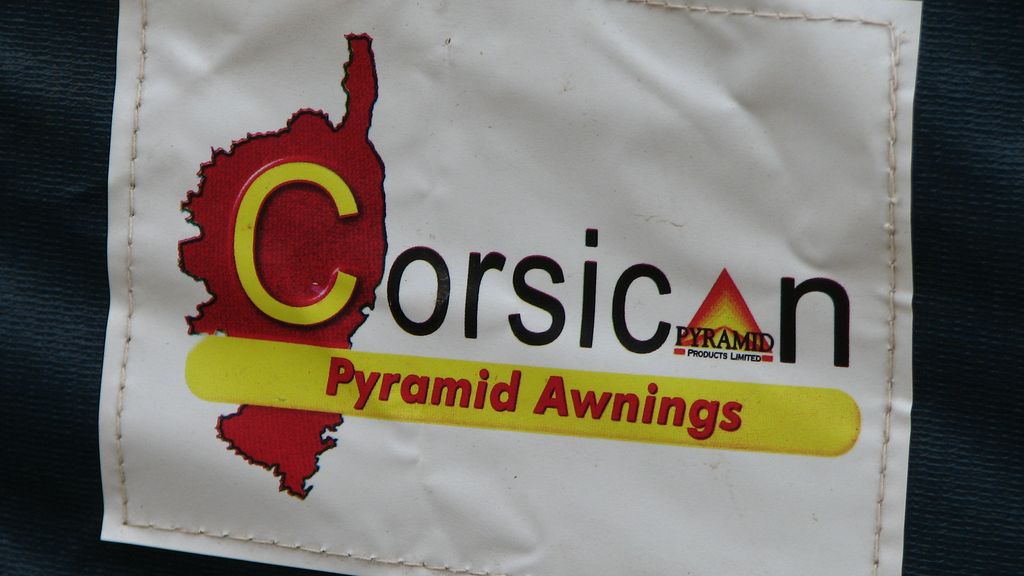 Corsican
PYRAMID
PRODUCTS LIMITED
Pyramid Awnings